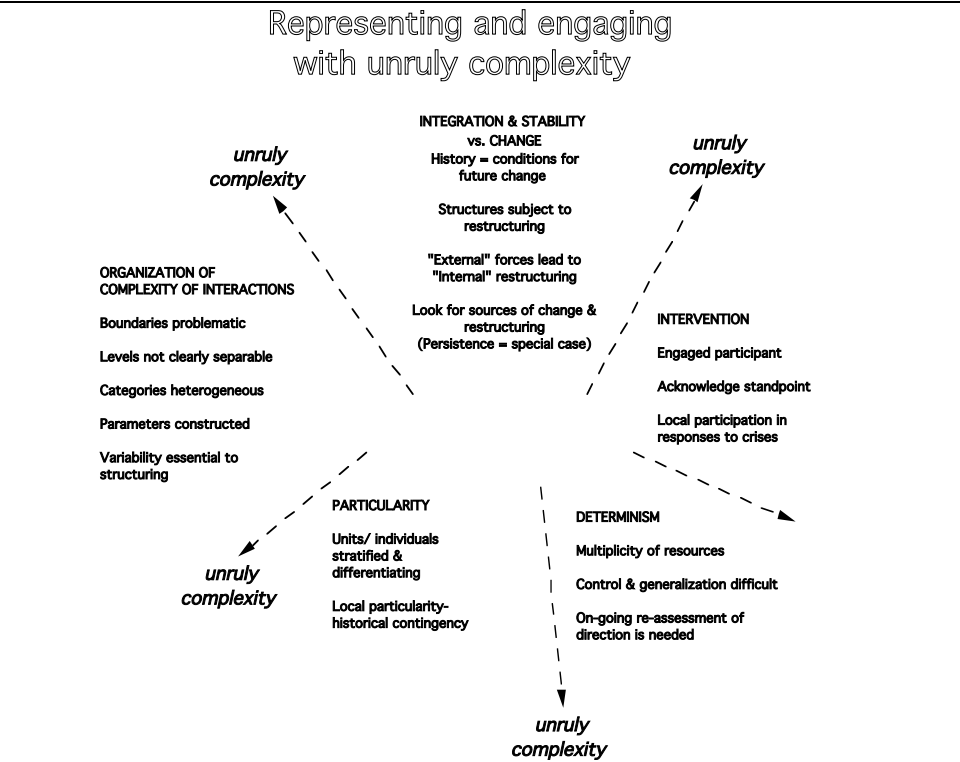 Representing and engaging
with unruly complexity
INTEGRATION & STABILITY
vs. CHANGE
History = conditions for
future change
Structures subject to
restructuring
"External" forces lead to
"Internal" restructuring
Look for sources of change &
restructuring
(Persistence = special case)
unruly
complexity
unruly
complexity
ORGANIZATION OF
COMPLEXITY OF INTERACTIONS
Boundaries problematic
Levels not clearly separable
Categories heterogeneous
Parameters constructed
Variability essential to
structuring
INTERVENTION
Engaged participant
Acknowledge standpoint
Local participation in
responses to crises
PARTICULARITY
Units/ individuals
stratified &
differentiating
Local particularity-
historical contingency
DETERMINISM
Multiplicity of resources
Control & generalization difficult
On-going re-assessment of
direction is needed
unruly
complexity
unruly
complexity